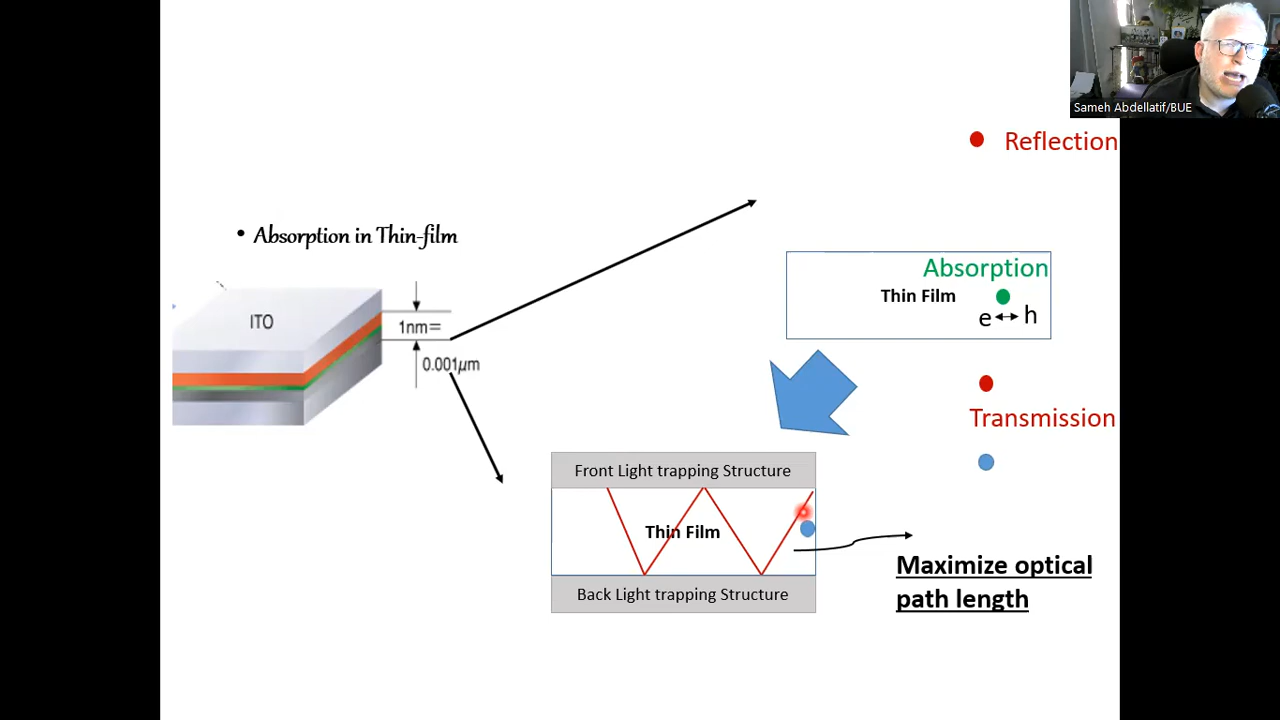 Sameh Abdellatif/BUE
Reflection
• Absorption in Thin-film
Absorption
Thin Film
e h
ITO
1nm=
0.001μm
Transmission
Front Light trapping Structure
Thin Film
Back Light trapping Structure
Maximize optical
path length